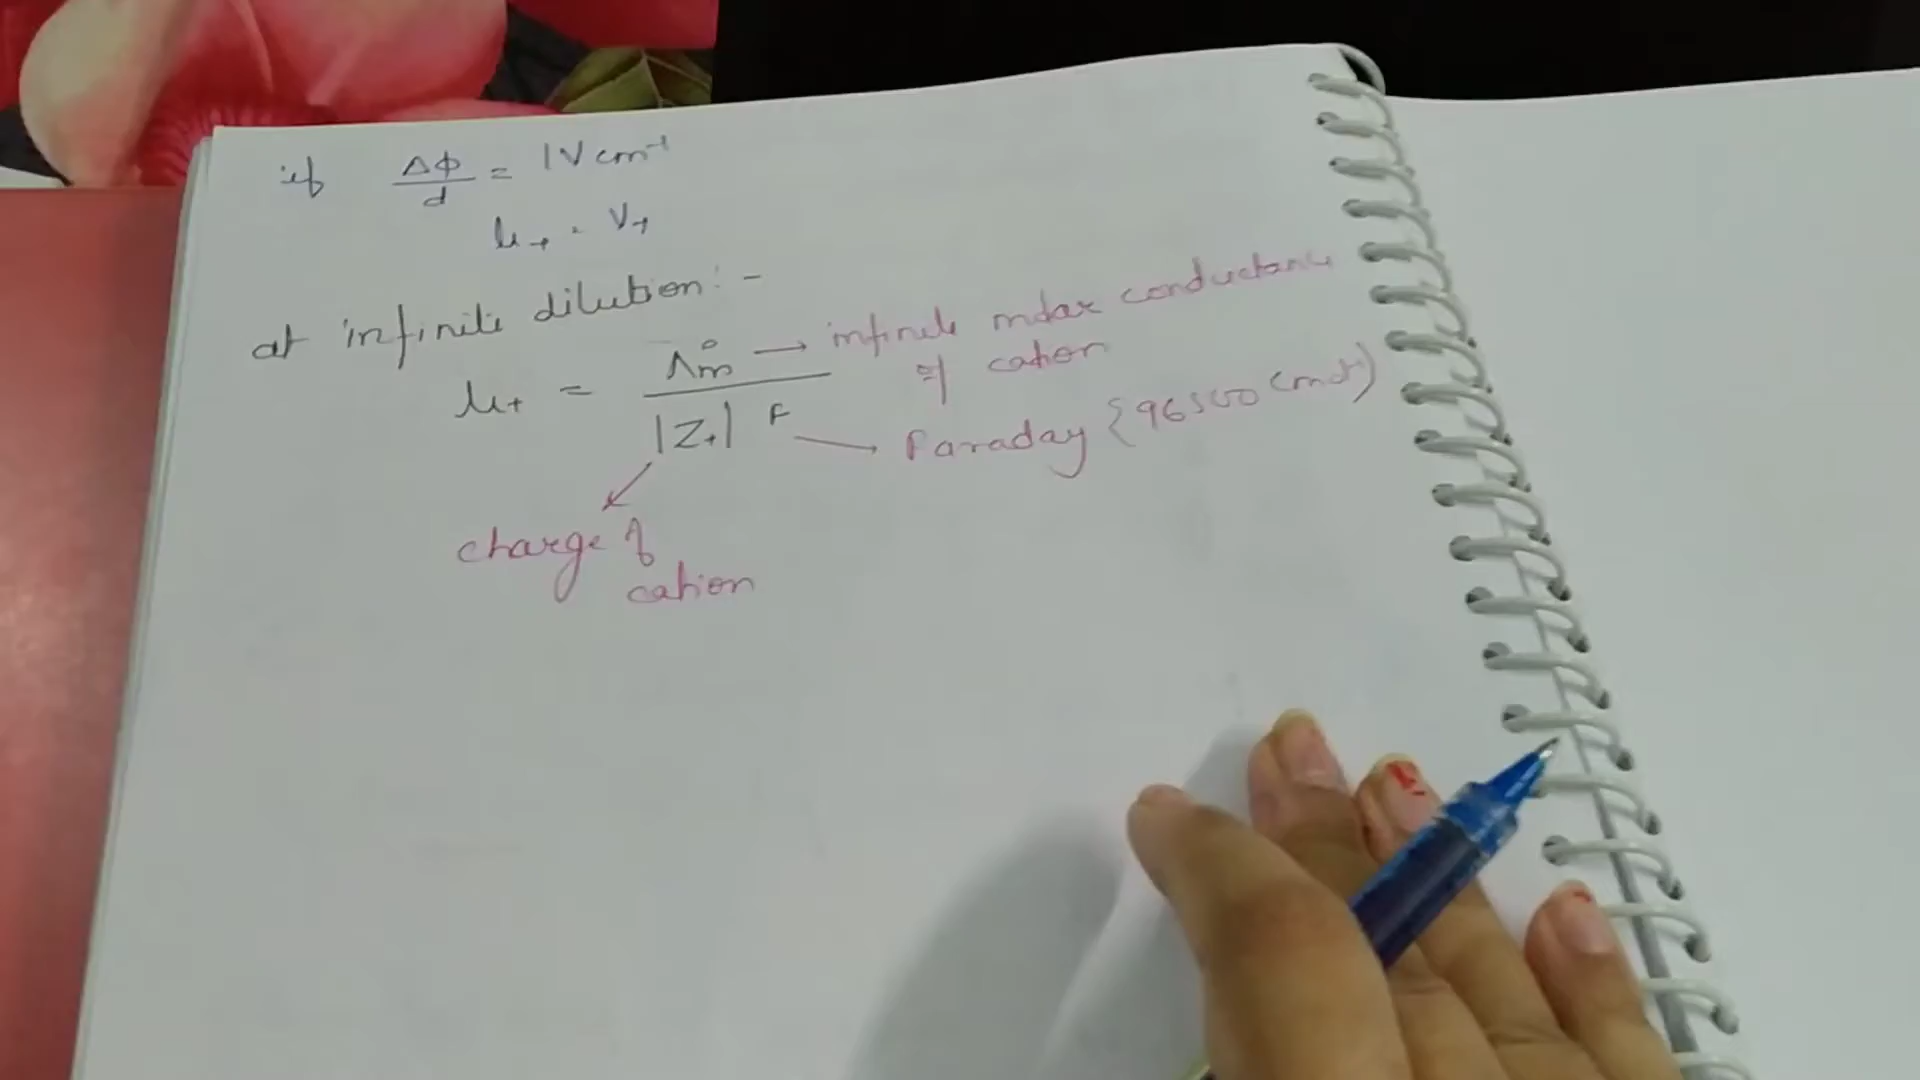 if Δϕ/d = 1 V cm⁻¹
u₊ = V₊
at infinite dilution :-
u₊ = Λ°m / |Z₊| F
→ infinite molar conductance
of cation
→ Faraday {96500 C mol⁻¹)
charge of
cation